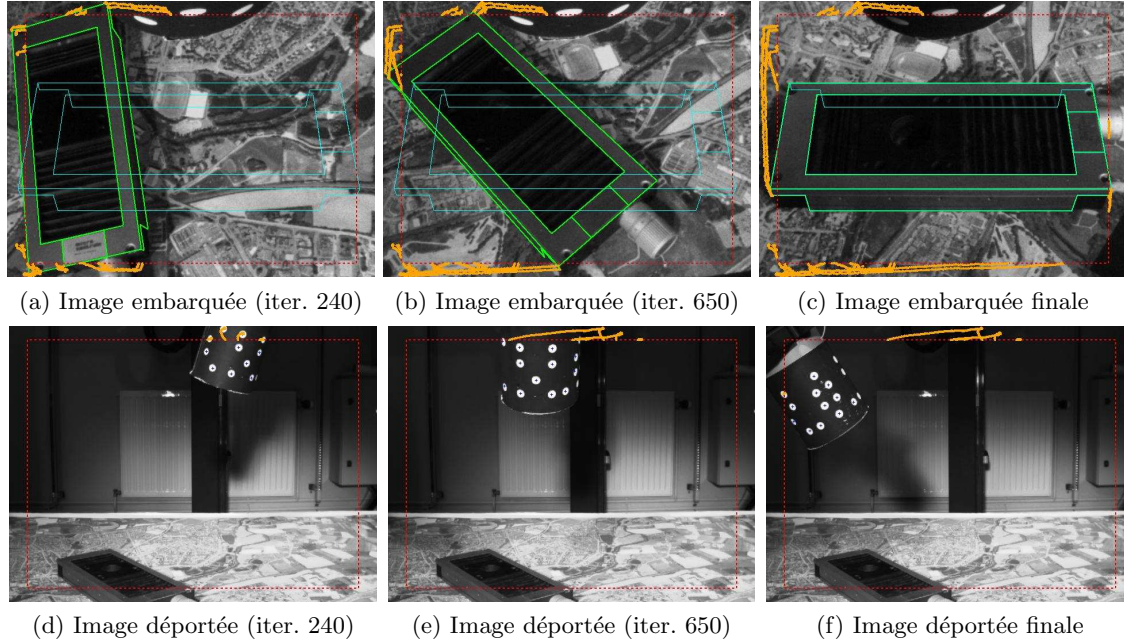 (a) Image embarquée (iter. 240)
(b) Image embarquée (iter. 650)
(c) Image embarquée finale
(d) Image déportée (iter. 240)
(e) Image déportée (iter. 650)
(f) Image déportée finale